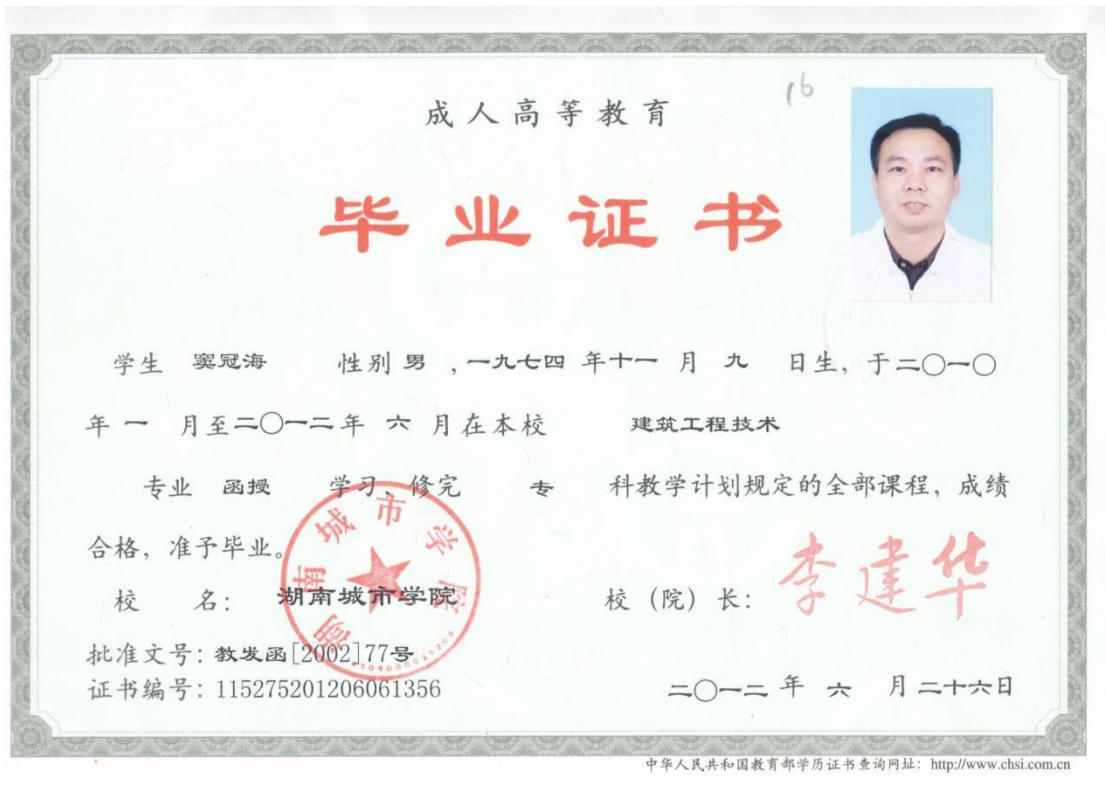 16
成人高等教育
毕业证书
学生 窦冠海 性别 男 ，一九七四 年十一 月 九 日生，于二〇一〇
年 一 月至二〇一二年 六 月在本校 建筑工程技术
专业 函授 学习，修完 专 科教学计划规定的全部课程，成绩
合格，准予毕业。
湖南城市学院
校 名： 湖南城市学院 校（院）长： 李建华
批准文号：教发函[2002]77号
证书编号：115275201206061356 二〇一二 年 六 月 二十六日
中华人民共和国教育部学历证书查询网址：http://www.chsi.com.cn